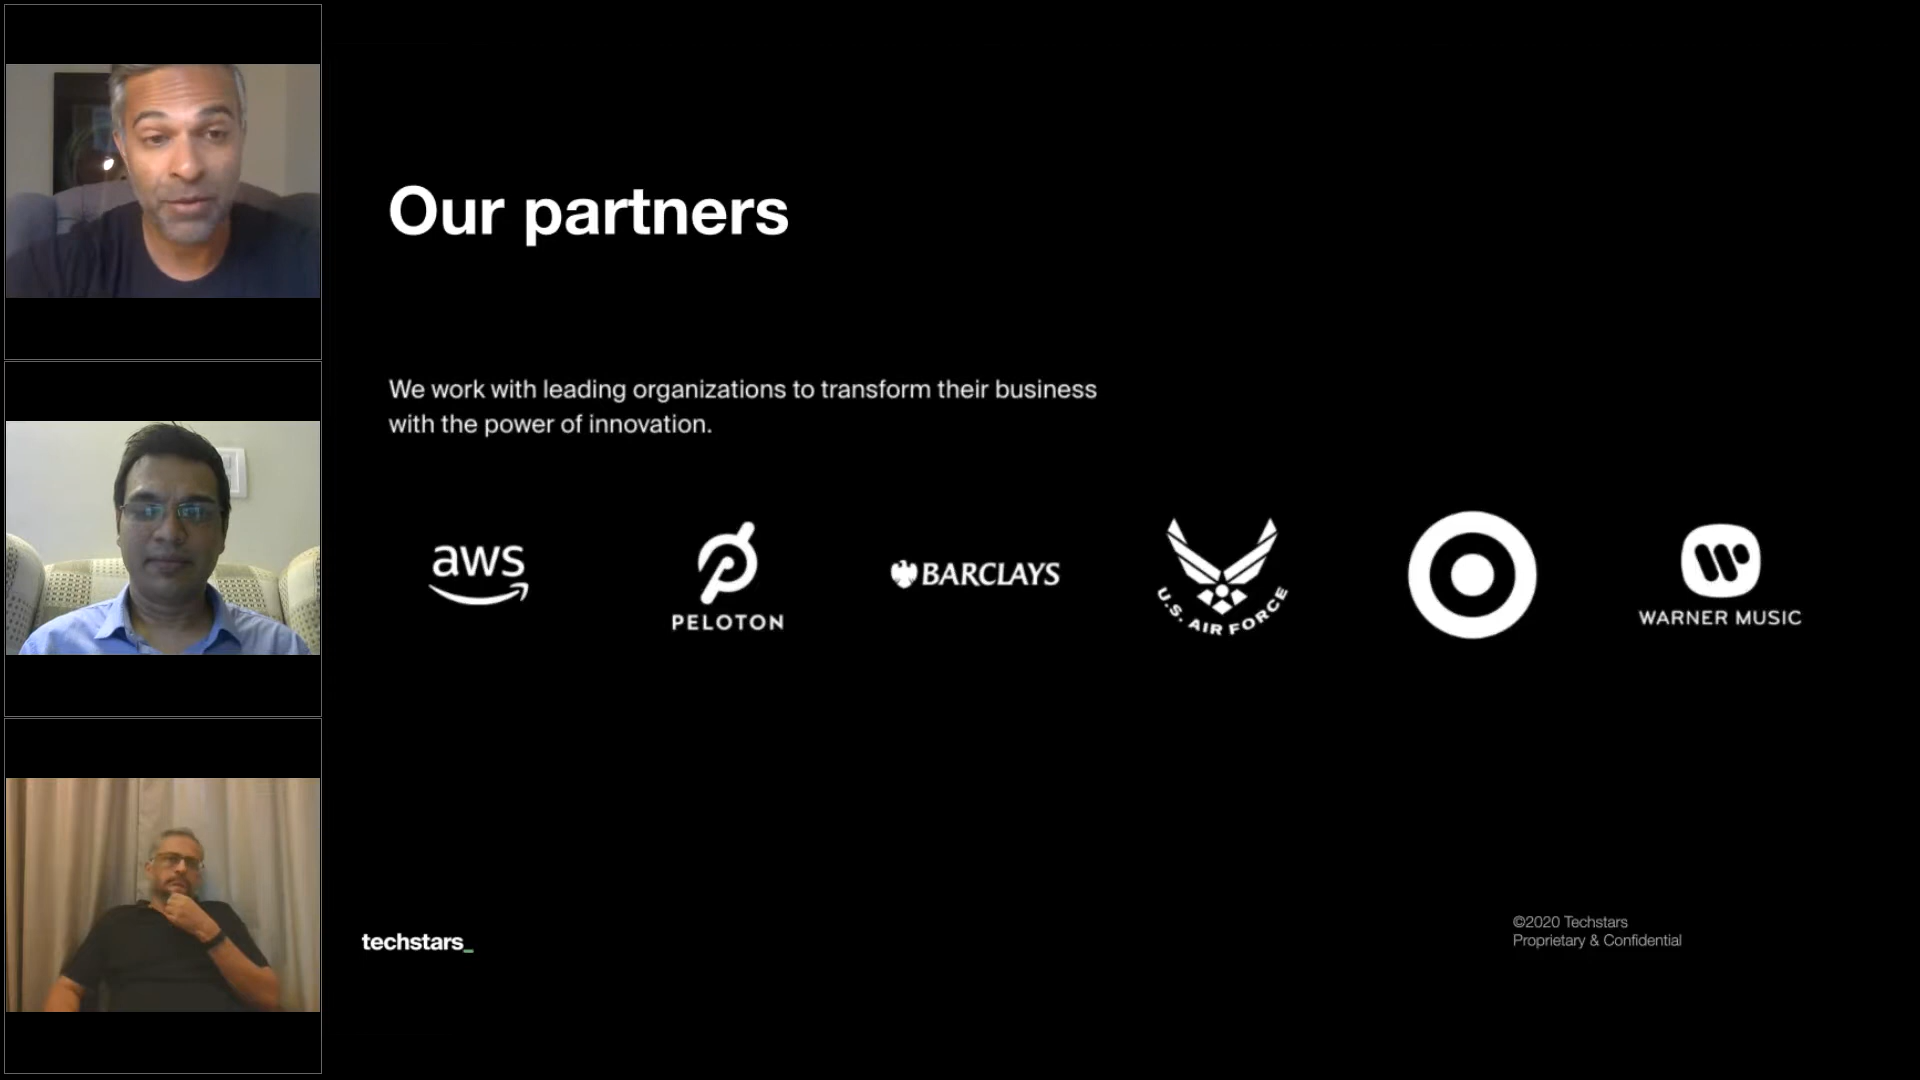 Our partners
We work with leading organizations to transform their business
with the power of innovation.
aws
PELOTON
BARCLAYS
U.S. AIR FORCE
WARNER MUSIC
techstars_
©2020 Techstars
Proprietary & Confidential